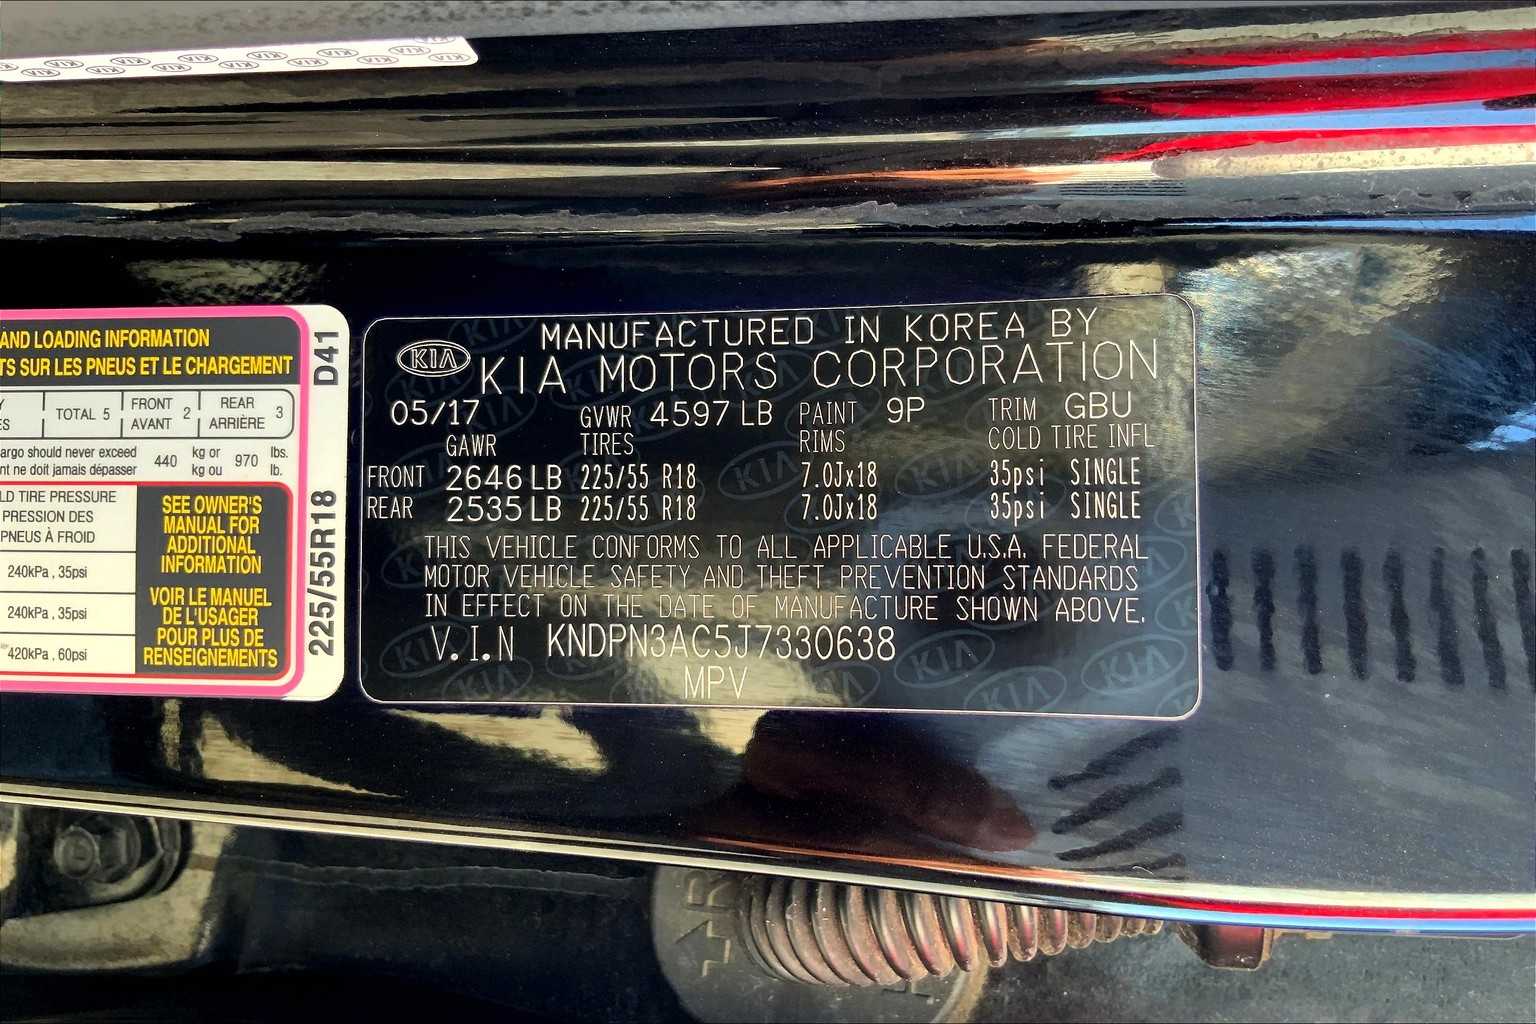 AND LOADING INFORMATION
TS SUR LES PNEUS ET LE CHARGEMENT
TOTAL 5
FRONT
AVANT 2
REAR
ARRIÈRE 3
argo should never exceed
nt ne doit jamais dépasser
440
kg or
kg ou
970
lbs.
lb.
LD TIRE PRESSURE
PRESSION DES
PNEUS À FROID
240kPa , 35psi
240kPa , 35psi
420kPa , 60psi
SEE OWNER'S
MANUAL FOR
ADDITIONAL
INFORMATION
VOIR LE MANUEL
DE L'USAGER
POUR PLUS DE
RENSEIGNEMENTS
D41
225/55R18
KIA
MANUFACTURED IN KOREA BY
KIA MOTORS CORPORATION
05/17 GVWR 4597 LB PAINT 9P TRIM GBU
GAWR TIRES RIMS COLD TIRE INFL
FRONT 2646 LB 225/55 R18 7.0Jx18 35psi SINGLE
REAR 2535 LB 225/55 R18 7.0Jx18 35psi SINGLE
THIS VEHICLE CONFORMS TO ALL APPLICABLE U.S.A. FEDERAL
MOTOR VEHICLE SAFETY AND THEFT PREVENTION STANDARDS
IN EFFECT ON THE DATE OF MANUFACTURE SHOWN ABOVE.
V.I.N KNDPN3AC5J7330638
MPV